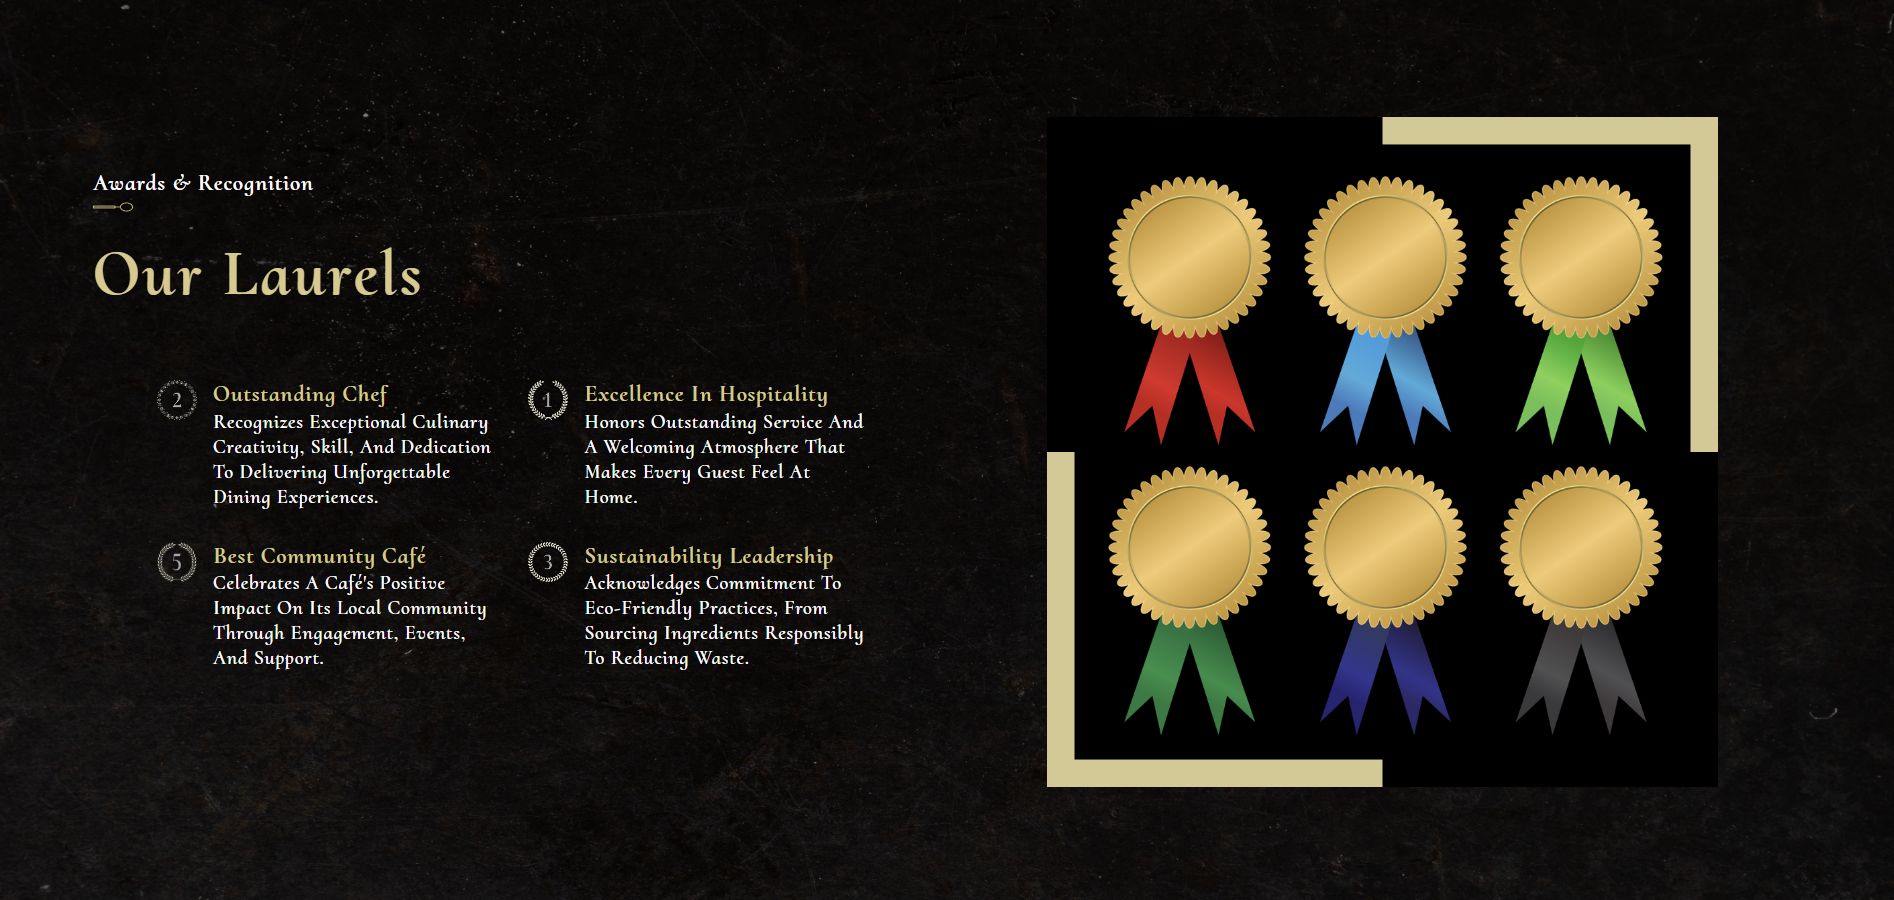 Awards & Recognition
Our Laurels
2
Outstanding Chef
Recognizes Exceptional Culinary
Creativity, Skill, And Dedication
To Delivering Unforgettable
Dining Experiences.
1
Excellence In Hospitality
Honors Outstanding Service And
A Welcoming Atmosphere That
Makes Every Guest Feel At
Home.
5
Best Community Café
Celebrates A Café's Positive
Impact On Its Local Community
Through Engagement, Events,
And Support.
3
Sustainability Leadership
Acknowledges Commitment To
Eco-Friendly Practices, From
Sourcing Ingredients Responsibly
To Reducing Waste.